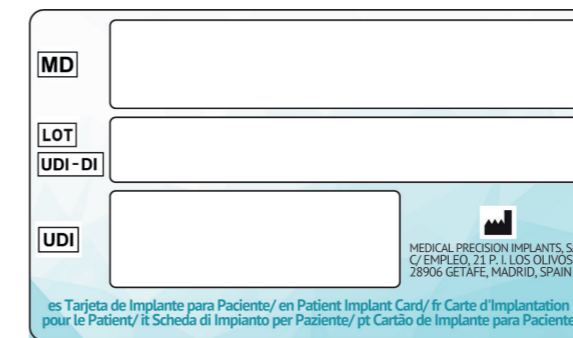 MD
LOT
UDI-DI
UDI
MEDICAL PRECISION IMPLANTS,
C/ EMPLEO, 21 P. I. LOS OLIVOS
28906 GETAFE, MADRID, SPAIN
es Tarjeta de Implante para Paciente/ en Patient Implant Card/ fr Carte d'Implantation
pour le Patient/ it Scheda di Impianto per Paziente/ pt Cartão de Implante para Paciente